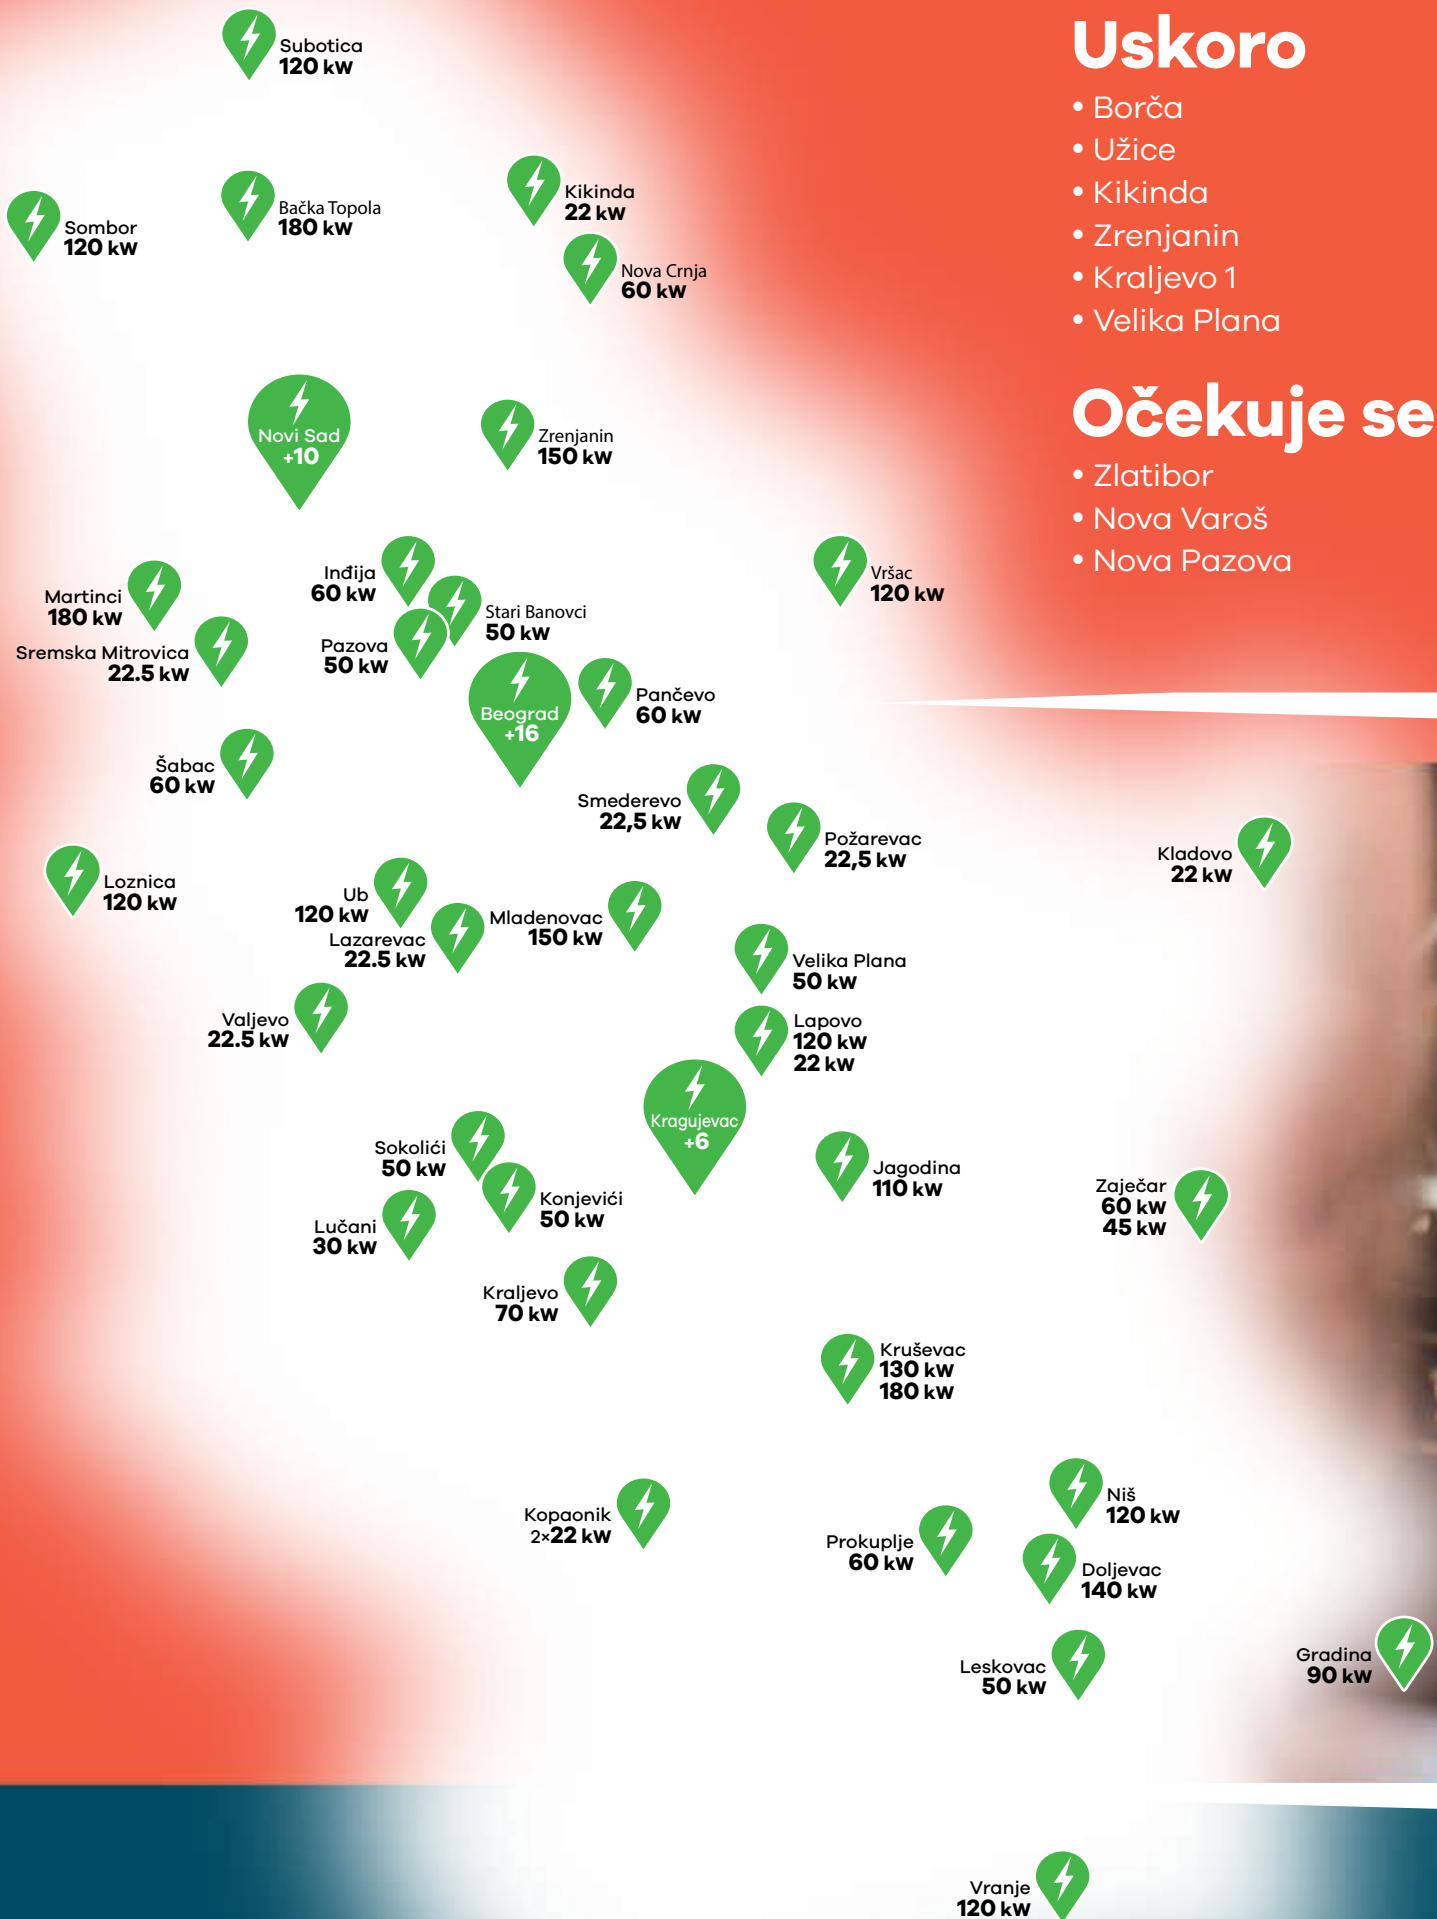 Uskoro
• Borča
• Užice
• Kikinda
• Zrenjanin
• Kraljevo 1
• Velika Plana
Očekuje se
• Zlatibor
• Nova Varoš
• Nova Pazova
Subotica
120 kW
Sombor
120 kW
Bačka Topola
180 kW
Kikinda
22 kW
Nova Crnja
60 kW
Novi Sad
+10
Zrenjanin
150 kW
Martinci
180 kW
Inđija
60 kW
Stari Banovci
50 kW
Vršac
120 kW
Sremska Mitrovica
22.5 kW
Pazova
50 kW
Beograd
+16
Pančevo
60 kW
Šabac
60 kW
Smederevo
22,5 kW
Požarevac
22,5 kW
Kladovo
22 kW
Loznica
120 kW
Ub
120 kW
Lazarevac
22.5 kW
Mladenovac
150 kW
Velika Plana
50 kW
Valjevo
22.5 kW
Lapovo
120 kW
22 kW
Kragujevac
+6
Sokolići
50 kW
Konjevići
50 kW
Jagodina
110 kW
Zaječar
60 kW
45 kW
Lučani
30 kW
Kraljevo
70 kW
Kruševac
130 kW
180 kW
Kopaonik
2×22 kW
Niš
120 kW
Prokuplje
60 kW
Doljevac
140 kW
Leskovac
50 kW
Gradina
90 kW
Vranje
120 kW